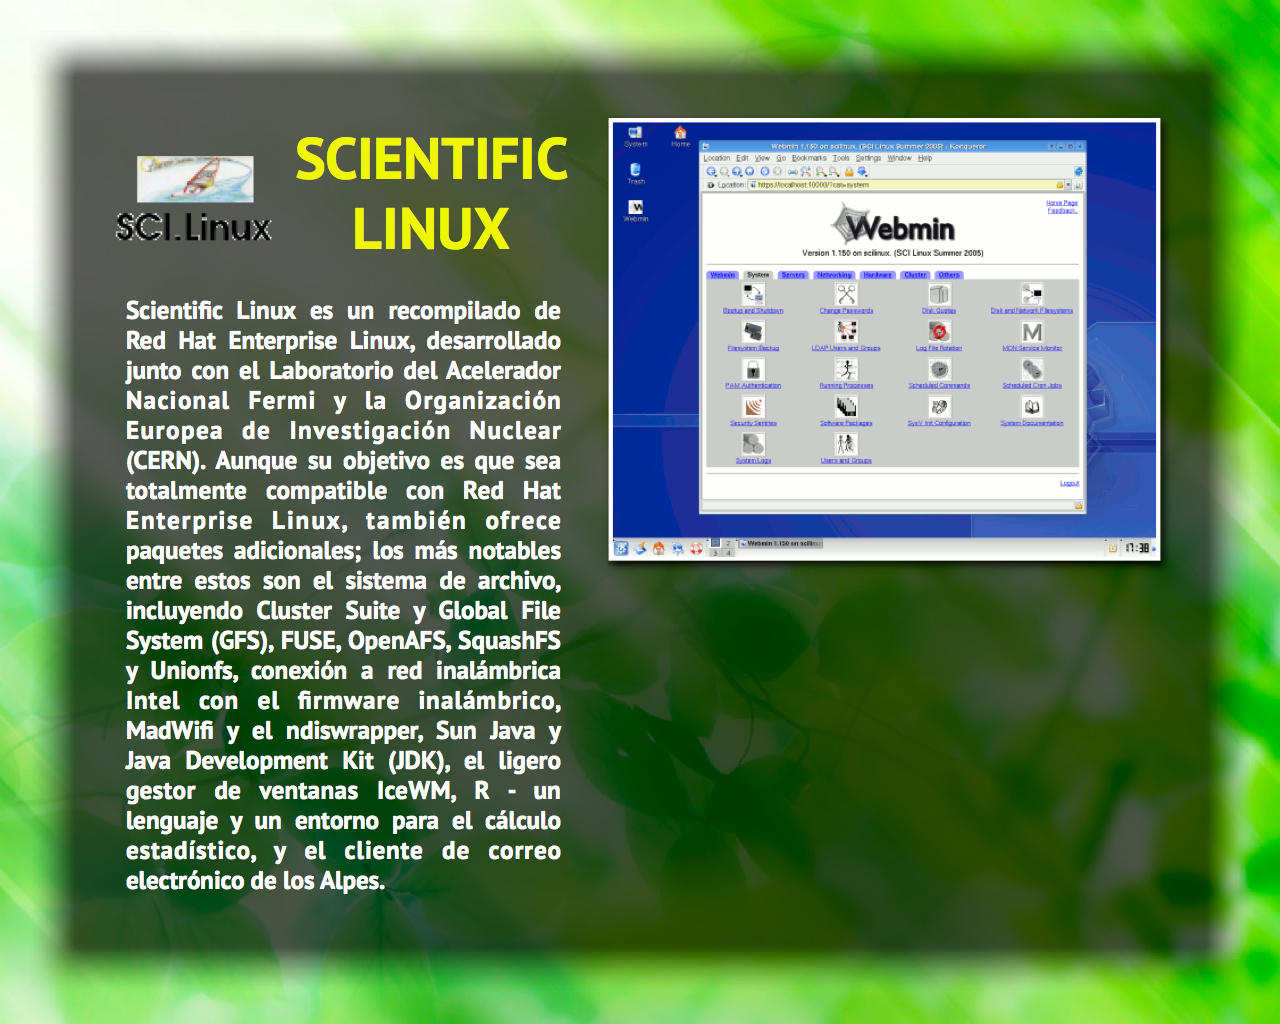 SCIENTIFIC
LINUX
SCI.Linux
Scientific Linux es un recompilado de
Red Hat Enterprise Linux, desarrollado
junto con el Laboratorio del Acelerador
Nacional Fermi y la Organización
Europea de Investigación Nuclear
(CERN). Aunque su objetivo es que sea
totalmente compatible con Red Hat
Enterprise Linux, también ofrece
paquetes adicionales; los más notables
entre estos son el sistema de archivo,
incluyendo Cluster Suite y Global File
System (GFS), FUSE, OpenAFS, SquashFS
y Unionfs, conexión a red inalámbrica
Intel con el firmware inalámbrico,
MadWifi y el ndiswrapper, Sun Java y
Java Development Kit (JDK), el ligero
gestor de ventanas IceWM, R - un
lenguaje y un entorno para el cálculo
estadístico, y el cliente de correo
electrónico de los Alpes.
System Home
Trash
Webmin
Webmin 1.150 on scilinux. (SCI Linux Summer 2005) - Konqueror
Location Edit View Go Bookmarks Tools Settings Window Help
Location: https://localhost:10000/?cat=system
Home Page
Feedback..
Webmin
Version 1.150 on scilinux. (SCI Linux Summer 2005)
Webmin System Servers Networking Hardware Cluster Others
Bootup and Shutdown Change Passwords Disk Quotas Disk and Network Filesystems
Filesystem Backup LDAP Users and Groups Log File Rotation MON Service Monitor
PAM Authentication Running Processes Scheduled Commands Scheduled Cron Jobs
Security Sentries Software Packages SysV Init Configuration System Documentation
System Logs Users and Groups
Logout
1 2
3 4
Webmin 1.150 on scilinux
17:38